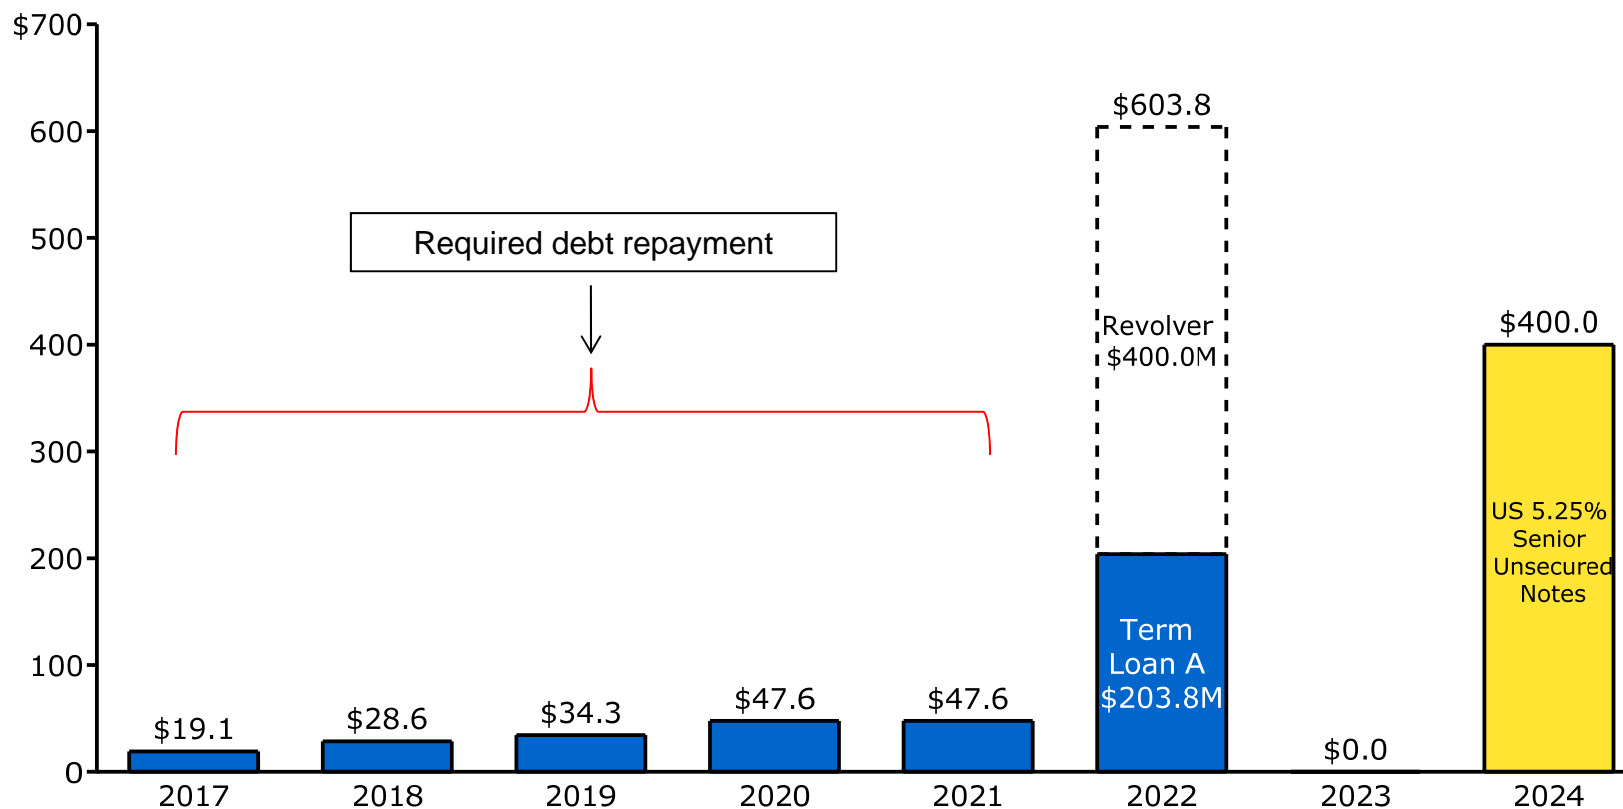 $700
600
500
400
300
200
100
0
Required debt repayment
$19.1
$28.6
$34.3
$47.6
$47.6
$603.8
Revolver
$400.0M
Term
Loan A
$203.8M
$0.0
$400.0
US 5.25%
Senior
Unsecured
Notes
2017
2018
2019
2020
2021
2022
2023
2024